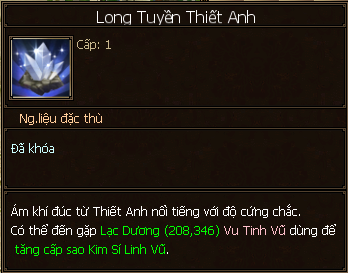 Long Tuyền Thiết Anh
Cấp: 1
Ng.liệu đặc thù
Đã khóa
Ám khí đúc từ Thiết Anh nổi tiếng với độ cứng chắc.
Có thể đến gặp Lạc Dương (208,346) Vu Tinh Vũ dùng để
tăng cấp sao Kim Sí Linh Vũ.